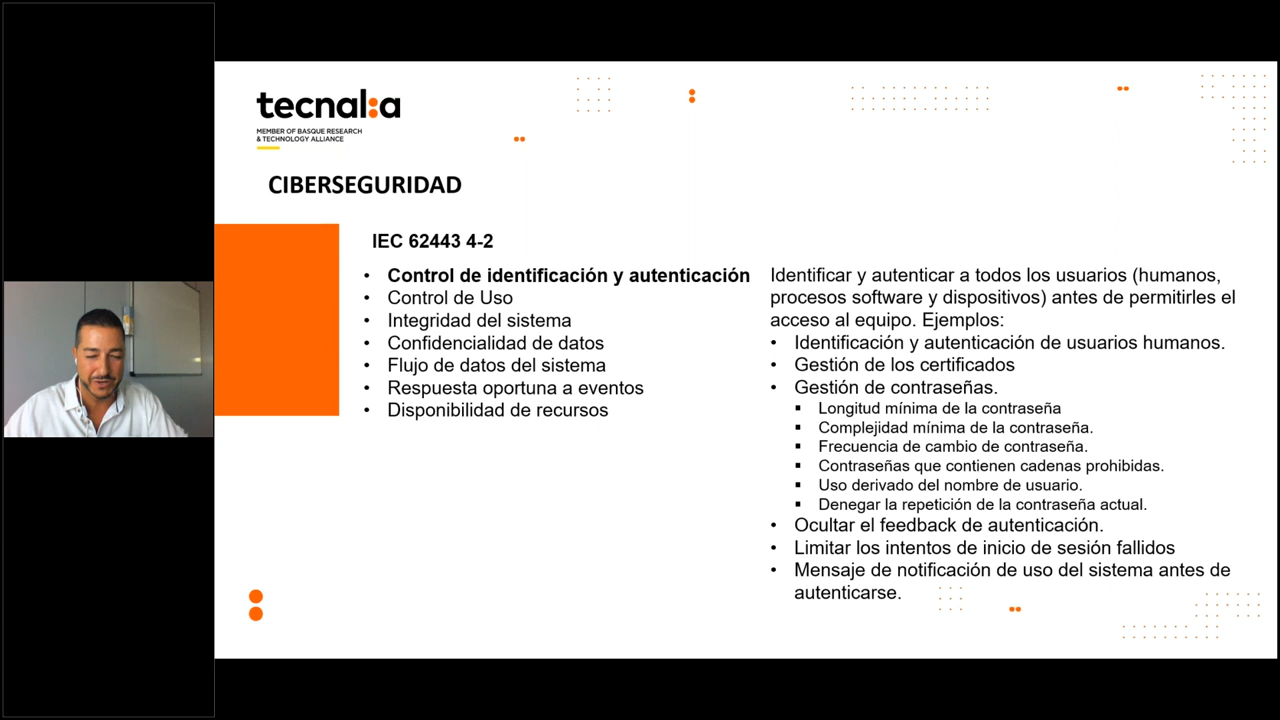 tecnal:a
MEMBER OF BASQUE RESEARCH
& TECHNOLOGY ALLIANCE
CIBERSEGURIDAD
IEC 62443 4-2
• Control de identificación y autenticación
• Control de Uso
• Integridad del sistema
• Confidencialidad de datos
• Flujo de datos del sistema
• Respuesta oportuna a eventos
• Disponibilidad de recursos
Identificar y autenticar a todos los usuarios (humanos,
procesos software y dispositivos) antes de permitirles el
acceso al equipo. Ejemplos:
• Identificación y autenticación de usuarios humanos.
• Gestión de los certificados
• Gestión de contraseñas.
▪ Longitud mínima de la contraseña
▪ Complejidad mínima de la contraseña.
▪ Frecuencia de cambio de contraseña.
▪ Contraseñas que contienen cadenas prohibidas.
▪ Uso derivado del nombre de usuario.
▪ Denegar la repetición de la contraseña actual.
• Ocultar el feedback de autenticación.
• Limitar los intentos de inicio de sesión fallidos
• Mensaje de notificación de uso del sistema antes de
autenticarse.